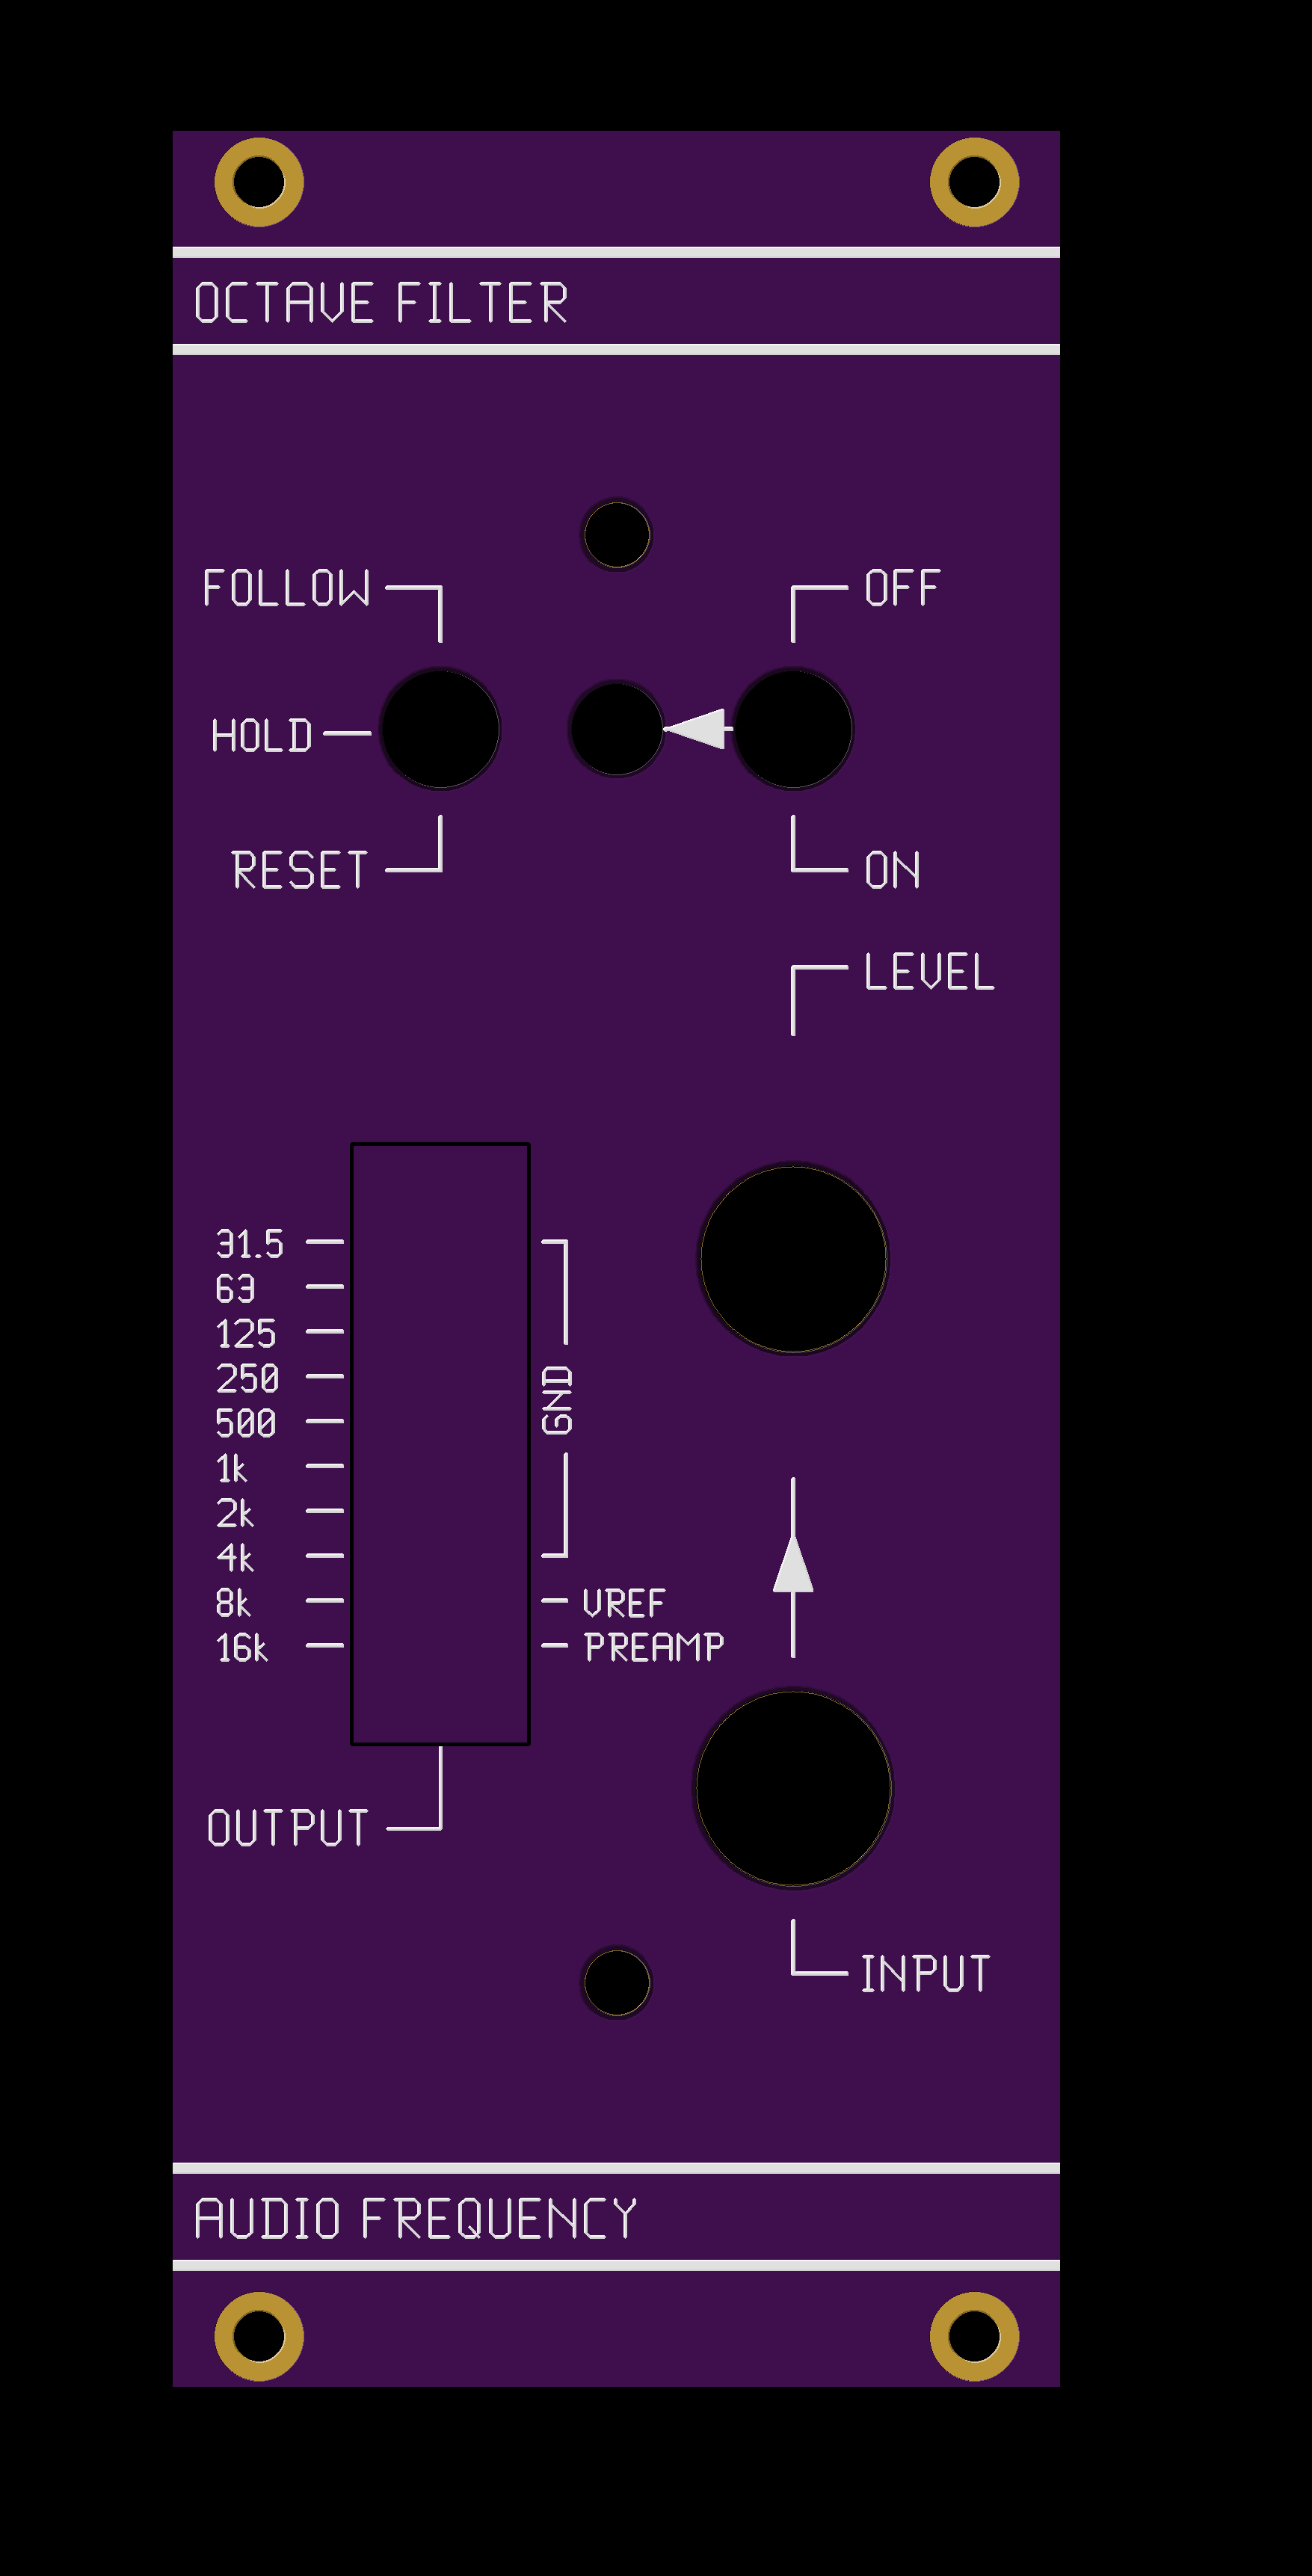 OCTAVE FILTER
FOLLOW
OFF
HOLD
RESET
ON
LEVEL
31.5
63
125
250
500
1k
2k
4k
8k
16k
GND
VREF
PREAMP
OUTPUT
INPUT
AUDIO FREQUENCY